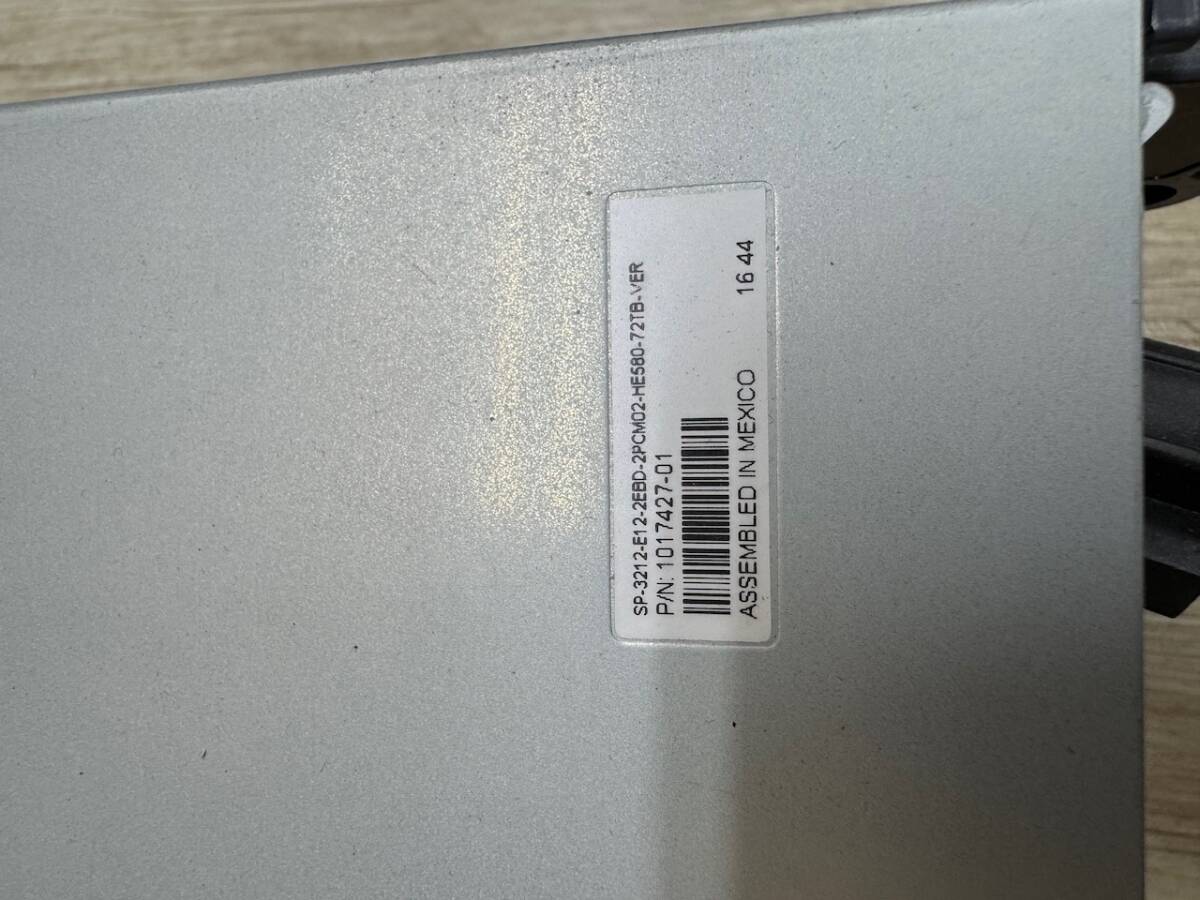 SP-3212-E12-2EBD-2PCM02-HE580-72TB-VER
P/N: 1017427-01
ASSEMBLED IN MEXICO 16 44